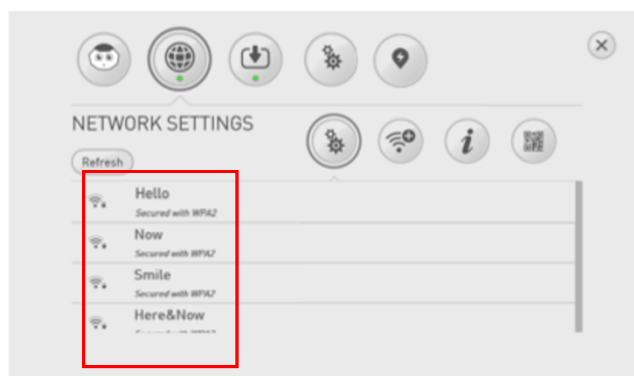 NETWORK SETTINGS
Refresh
Hello
Secured with WPA2
Now
Secured with WPA2
Smile
Secured with WPA2
Here&Now